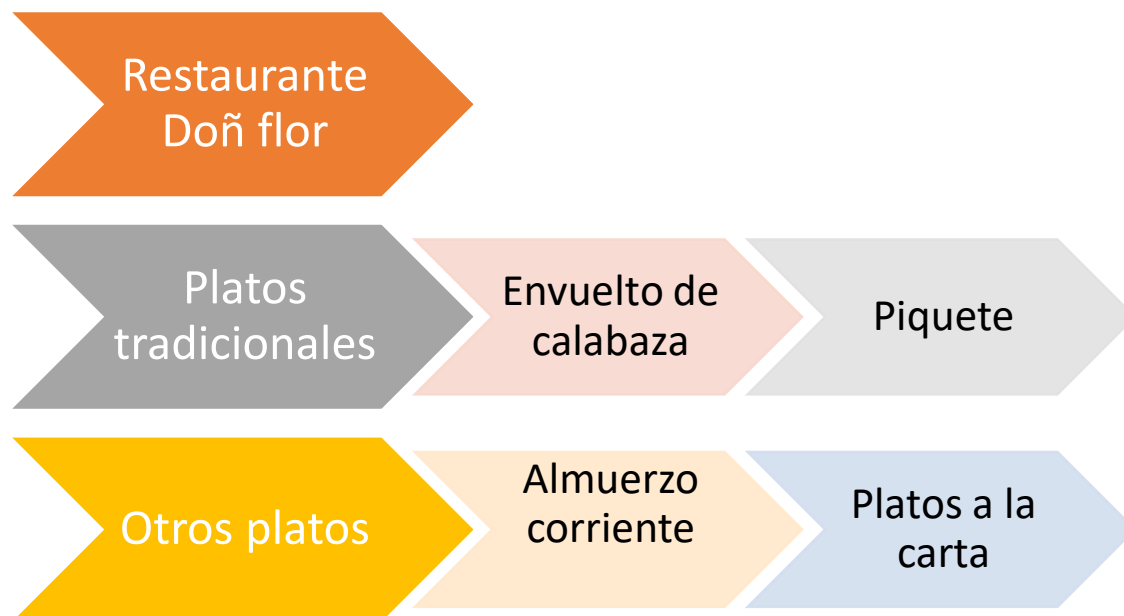 Restaurante
Doñ flor
Platos
tradicionales
Envuelto de
calabaza
Piquete
Otros platos
Almuerzo
corriente
Platos a la
carta